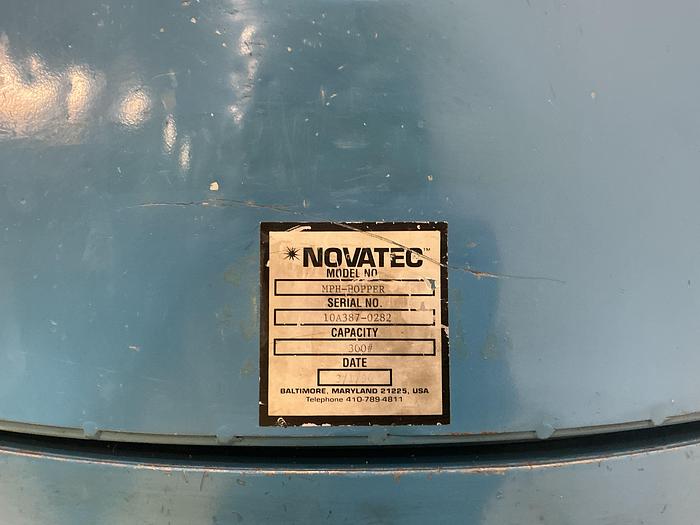 NOVATEC™
MODEL NO.
MPH-HOPPER
SERIAL NO.
10A387-0282
CAPACITY
300#
DATE
BALTIMORE, MARYLAND 21225, USA
Telephone 410-789-4811